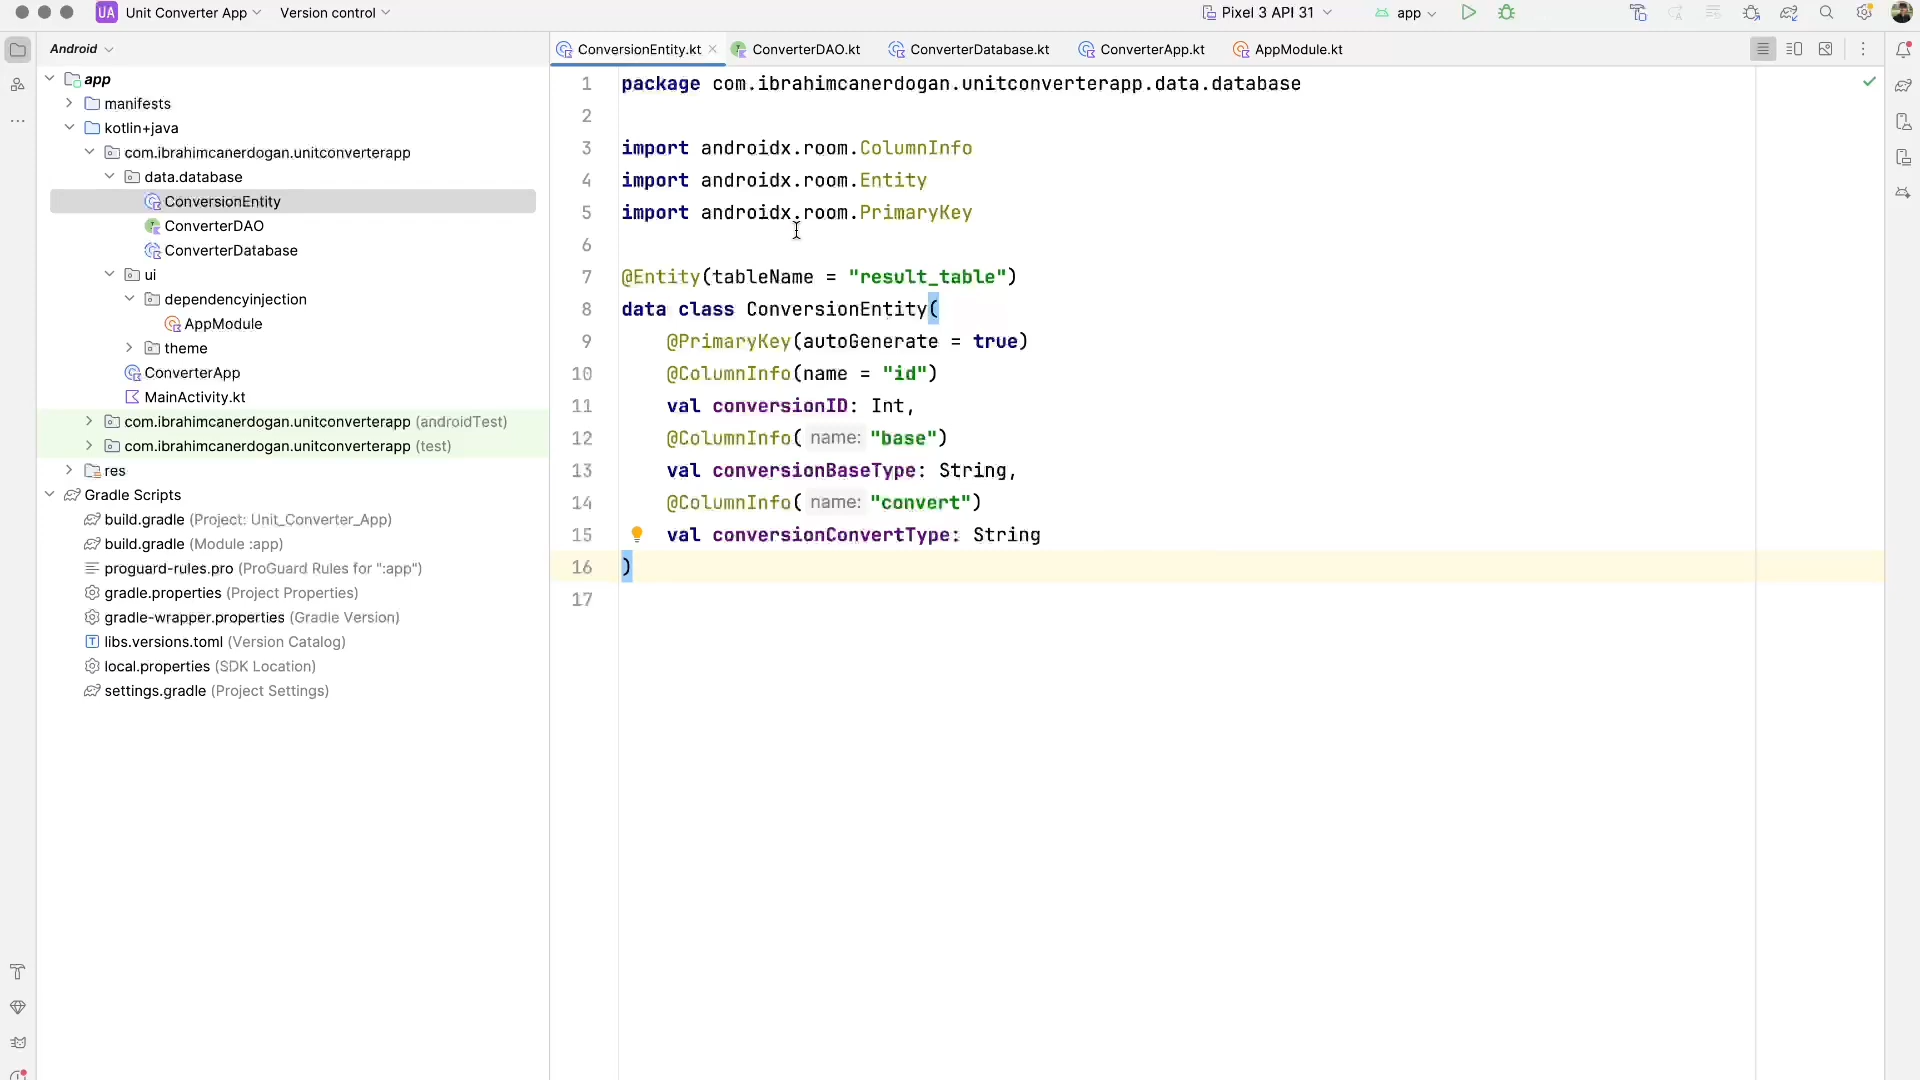 UA Unit Converter App Version control Pixel 3 API 31 app
Android
ConversionEntity.kt ConverterDAO.kt ConverterDatabase.kt ConverterApp.kt AppModule.kt
app
manifests
kotlin+java
com.ibrahimcanerdogan.unitconverterapp
data.database
ConversionEntity
ConverterDAO
ConverterDatabase
ui
dependencyinjection
AppModule
theme
ConverterApp
MainActivity.kt
com.ibrahimcanerdogan.unitconverterapp (androidTest)
com.ibrahimcanerdogan.unitconverterapp (test)
res
Gradle Scripts
build.gradle (Project: Unit_Converter_App)
build.gradle (Module :app)
proguard-rules.pro (ProGuard Rules for ":app")
gradle.properties (Project Properties)
gradle-wrapper.properties (Gradle Version)
libs.versions.toml (Version Catalog)
local.properties (SDK Location)
settings.gradle (Project Settings)
1 package com.ibrahimcanerdogan.unitconverterapp.data.database
2
3 import androidx.room.ColumnInfo
4 import androidx.room.Entity
5 import androidx.room.PrimaryKey
6
7 @Entity(tableName = "result_table")
8 data class ConversionEntity(
9 @PrimaryKey(autoGenerate = true)
10 @ColumnInfo(name = "id")
11 val conversionID: Int,
12 @ColumnInfo( name: "base")
13 val conversionBaseType: String,
14 @ColumnInfo( name: "convert")
15 val conversionConvertType: String
16 )
17